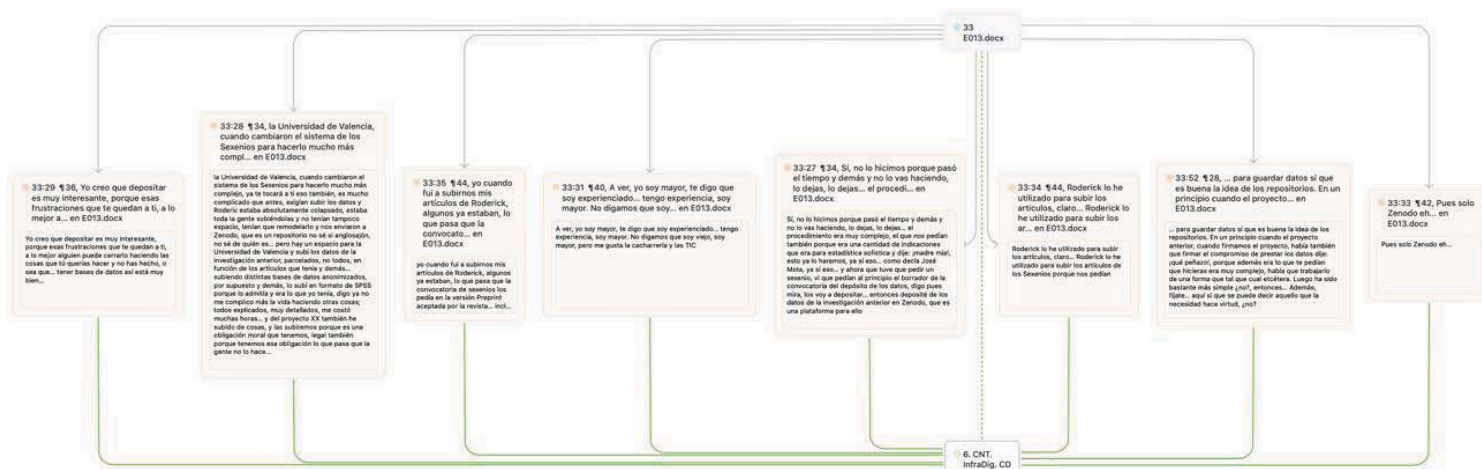 33
E013.docx
33:28 ¶34, la Universidad de Valencia,
cuando cambiaron el sistema de los
Sexenios para hacerlo mucho más
compl... en E013.docx
la Universidad de Valencia, cuando cambiaron el
sistema de los Sexenios para hacerlo mucho más
complejo, ya te tocará a ti eso también, es mucho
complicado que antes, exigían subir los datos y
Roderic estaba absolutamente colapsado, estaba
toda la gente subiéndolas y no tenían tampoco
espacio, tenían que remodelarlo y nos enviaron a
Zenodo, que es un repositorio no sé si anglosajón,
no sé de quién es... pero hay un espacio para la
Universidad de Valencia y subí los datos de la
investigación anterior, parcelados, no todos, en
función de los artículos que tenía y demás...
subiendo distintas bases de datos anonimizados,
por supuesto y demás, lo subí en formato de SPSS
porque lo admitía y era lo que yo tenía, digo ya no
me complico más la vida haciendo otras cosas;
todos explicados, muy detallados, me costó
muchas horas... y del proyecto XX también he
subido de cosas, y las subiremos porque es una
obligación moral que tenemos, legal también
porque tenemos esa obligación lo que pasa que la
gente no lo hace...
33:29 ¶36, Yo creo que depositar
es muy interesante, porque esas
frustraciones que te quedan a ti, a lo
mejor a... en E013.docx
Yo creo que depositar es muy interesante,
porque esas frustraciones que te quedan a ti,
a lo mejor alguien puede cerrarlo haciendo las
cosas que tú querías hacer y no has hecho, o
sea que... tener bases de datos así está muy
bien...
33:35 ¶44, yo cuando
fui a subirnos mis
artículos de Roderick,
algunos ya estaban, lo
que pasa que la
convocato... en
E013.docx
yo cuando fui a subirnos mis
artículos de Roderick, algunos
ya estaban, lo que pasa que la
convocatoria de sexenios los
pedía en la versión Preprint
aceptada por la revista... incl...
33:31 ¶40, A ver, yo soy mayor, te digo que
soy experienciado... tengo experiencia, soy
mayor. No digamos que soy... en E013.docx
A ver, yo soy mayor, te digo que soy experienciado... tengo
experiencia, soy mayor. No digamos que soy viejo, soy
mayor, pero me gusta la cacharrería y las TIC
33:27 ¶34, Sí, no lo hicimos porque pasó
el tiempo y demás y no lo vas haciendo,
lo dejas, lo dejas... el procedi... en
E013.docx
Sí, no lo hicimos porque pasó el tiempo y demás y
no lo vas haciendo, lo dejas, lo dejas... el
procedimiento era muy complejo, el que nos pedían
también porque era una cantidad de indicaciones
que era para estadística sofística y dije: ¡madre mía!,
esto ya lo haremos, ya sí eso... como decía José
Mota, ya sí eso... y ahora que tuve que pedir un
sexenio, vi que pedían al principio el borrador de la
convocatoria del depósito de los datos, digo pues
mira, los voy a depositar... entonces deposité de los
datos de la investigación anterior en Zenodo, que es
una plataforma para ello
33:34 ¶44, Roderick lo he
utilizado para subir los
artículos, claro... Roderick lo
he utilizado para subir los
ar... en E013.docx
Roderick lo he utilizado para subir
los artículos, claro... Roderick lo he
utilizado para subir los artículos de
los Sexenios porque nos pedían
33:52 ¶28, ... para guardar datos sí que
es buena la idea de los repositorios. En un
principio cuando el proyecto... en
E013.docx
... para guardar datos sí que es buena la idea de los
repositorios. En un principio cuando el proyecto
anterior, cuando firmamos el proyecto, había también
que firmar el compromiso de prestar los datos dije:
¡qué peñazo!, porque además era lo que te pedían
que hicieras era muy complejo, había que trabajarlo
de una forma que tal que cual etcétera. Luego ha sido
bastante más simple ¿no?, entonces... Además,
fíjate... aquí sí que se puede decir aquello que la
necesidad hace virtud, ¿no?
33:33 ¶42, Pues solo
Zenodo eh... en
E013.docx
Pues solo Zenodo eh...
6. CNT.
InfraDig. CD